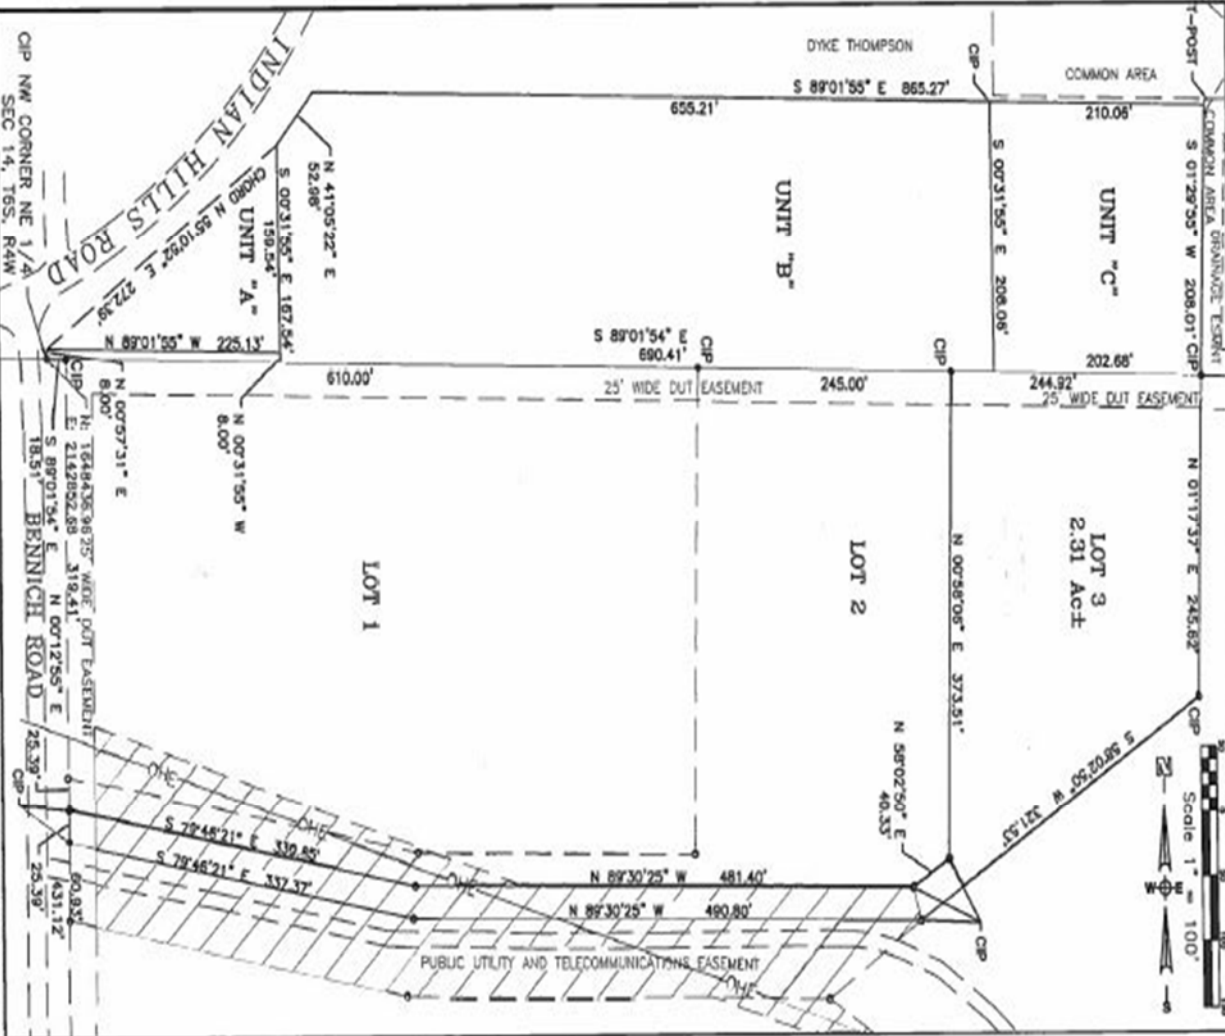 T-POST
COMMON AREA DRAINAGE ESMNT
DYKE THOMPSON
CIP
COMMON AREA
S 89°01'55" E 865.27'
655.21'
210.06'
S 01°29'55" W 208.01'
CIP
INDIAN HILLS ROAD
N 41°05'22" E
52.98'
S 00°31'55" E 167.54'
159.54'
CHORD N 55°10'52" E 272.39'
UNIT "A"
UNIT "B"
S 00°31'55" E 208.06'
UNIT "C"
CIP NW CORNER NE 1/4
SEC 14, T6S, R4W
N 89°01'55" W 225.13'
S 89°01'54" E
690.41'
CIP
CIP
202.68'
610.00'
25' WIDE DUT EASEMENT
245.00'
244.92'
25' WIDE DUT EASEMENT
CIP
N 00°57'31" E
8.00'
N 00°31'55" W
8.00'
N: 1648436.96
E: 2142852.68
25' WIDE DUT EASEMENT
319.41'
S 89°01'54" E
18.51'
N 00°12'55" E
BENNICH ROAD
LOT 1
LOT 2
N 00°58'06" E 373.51'
LOT 3
2.31 Ac±
N 01°17'37" E 245.62'
CIP
S 58°02'50" W 321.53'
N 58°02'50" E
40.33'
N
Scale 1" = 100'
W E
S
25.39'
CIP
OHE
OHE
OHE
OHE
S 79°46'21" E 339.85'
S 79°46'21" E 337.37'
N 89°30'25" W 481.40'
N 89°30'25" W 490.80'
CIP
60.93'
431.12'
25.39'
PUBLIC UTILITY AND TELECOMMUNICATIONS EASEMENT